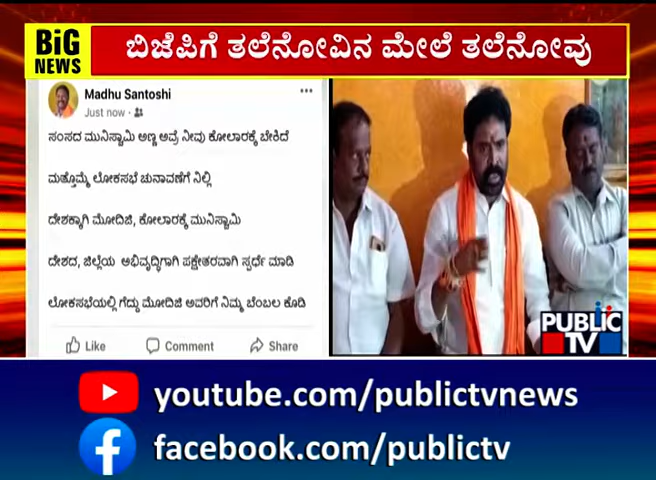 BiG NEWS
ಬಿಜೆಪಿಗೆ ತಲೆನೋವಿನ ಮೇಲೆ ತಲೆನೋವು
Madhu Santoshi
Just now ·
ಸಂಸದ ಮುನಿಸ್ವಾಮಿ ಅಣ್ಣ ಅವ್ರೆ ನೀವು ಕೋಲಾರಕ್ಕೆ ಬೇಕಿದೆ
ಮತ್ತೊಮ್ಮೆ ಲೋಕಸಭೆ ಚುನಾವಣೆಗೆ ನಿಲ್ಲಿ
ದೇಶಕ್ಕಾಗಿ ಮೋದಿಜಿ, ಕೋಲಾರಕ್ಕೆ ಮುನಿಸ್ವಾಮಿ
ದೇಶದ, ಜಿಲ್ಲೆಯ ಅಭಿವೃದ್ಧಿಗಾಗಿ ಪಕ್ಷೇತರವಾಗಿ ಸ್ಪರ್ಧೆ ಮಾಡಿ
ಲೋಕಸಭೆಯಲ್ಲಿ ಗೆದ್ದು ಮೋದಿಜಿ ಅವರಿಗೆ ನಿಮ್ಮ ಬೆಂಬಲ ಕೊಡಿ
Like Comment Share
PUBLiC TV
youtube.com/publictvnews
facebook.com/publictv